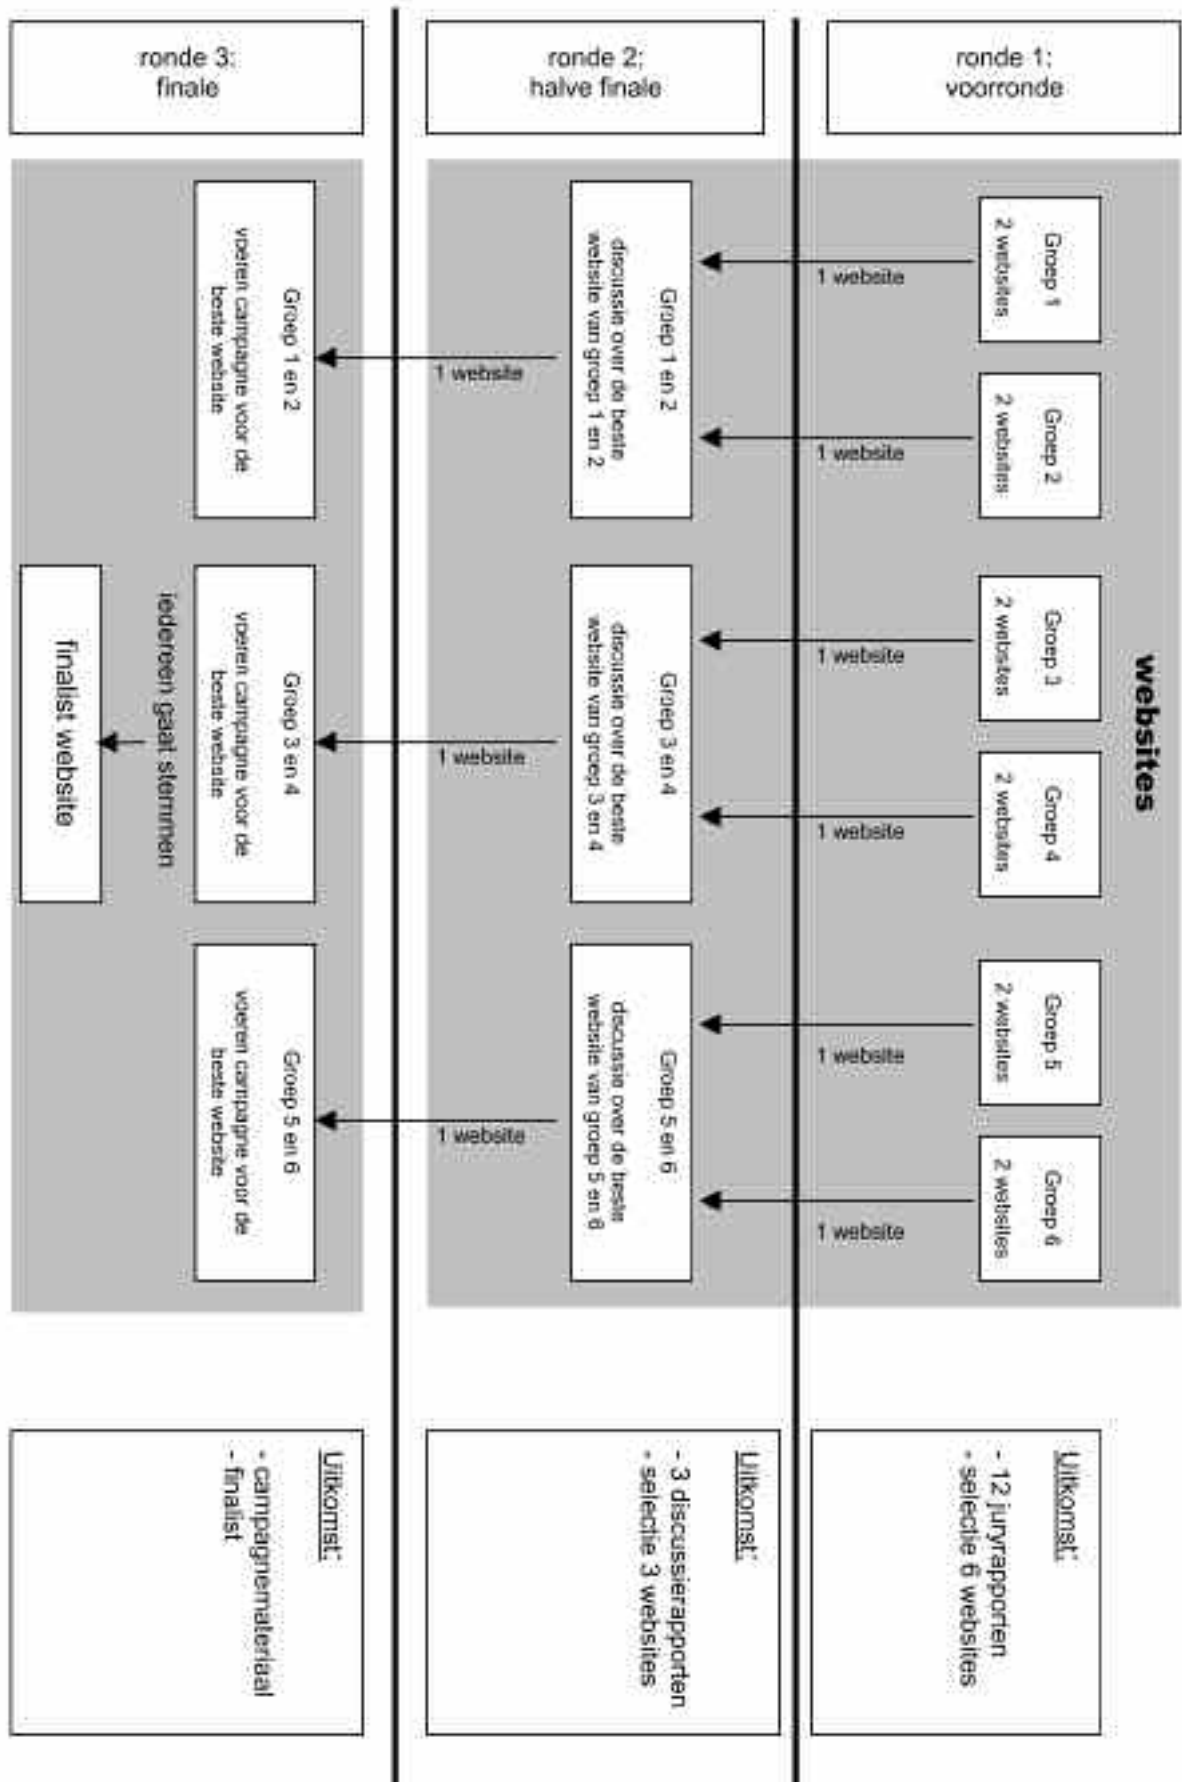 websites
ronde 1:
voorronde
Groep 1
2 websites
Groep 2
2 websites
Groep 3
2 websites
Groep 4
2 websites
Groep 5
2 websites
Groep 6
2 websites
Uitkomst:
- 12 juryrapporten
- selectie 6 websites
1 website
1 website
1 website
1 website
1 website
1 website
ronde 2:
halve finale
Groep 1 en 2
discussie over de beste
website van groep 1 en 2
Groep 3 en 4
discussie over de beste
website van groep 3 en 4
Groep 5 en 6
discussie over de beste
website van groep 5 en 6
Uitkomst:
- 3 discussierapporten
- selectie 3 websites
1 website
1 website
1 website
ronde 3:
finale
Groep 1 en 2
voeren campagne voor de
beste website
Groep 3 en 4
voeren campagne voor de
beste website
Groep 5 en 6
voeren campagne voor de
beste website
iedereen gaat stemmen
finalist website
Uitkomst:
- campagnemateriaal
- finalist